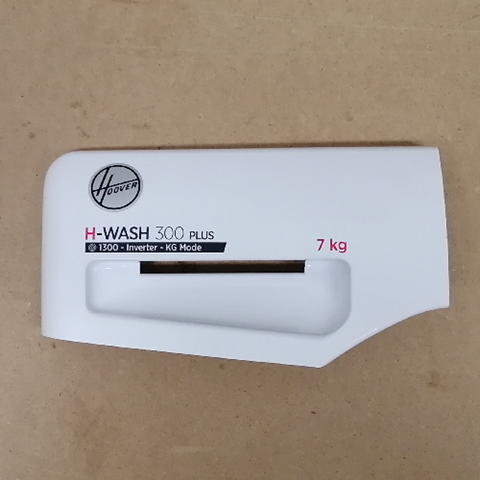 HOOVER
H-WASH 300 PLUS
1300 - Inverter - KG Mode
7 kg